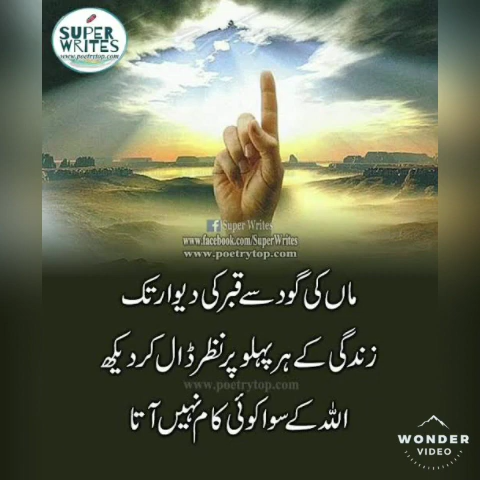 SUPER
WRITES
www.poetrytop.com
Super Writes
www.facebook.com/SuperWrites
www.poetrytop.com
ماں کی گود سے قبر کی دیوار تک
زندگی کے ہر پہلو پر نظر ڈال کر دیکھ
www.poetrytop.com
اللہ کے سوا کوئی کام نہیں آتا
WONDER
VIDEO